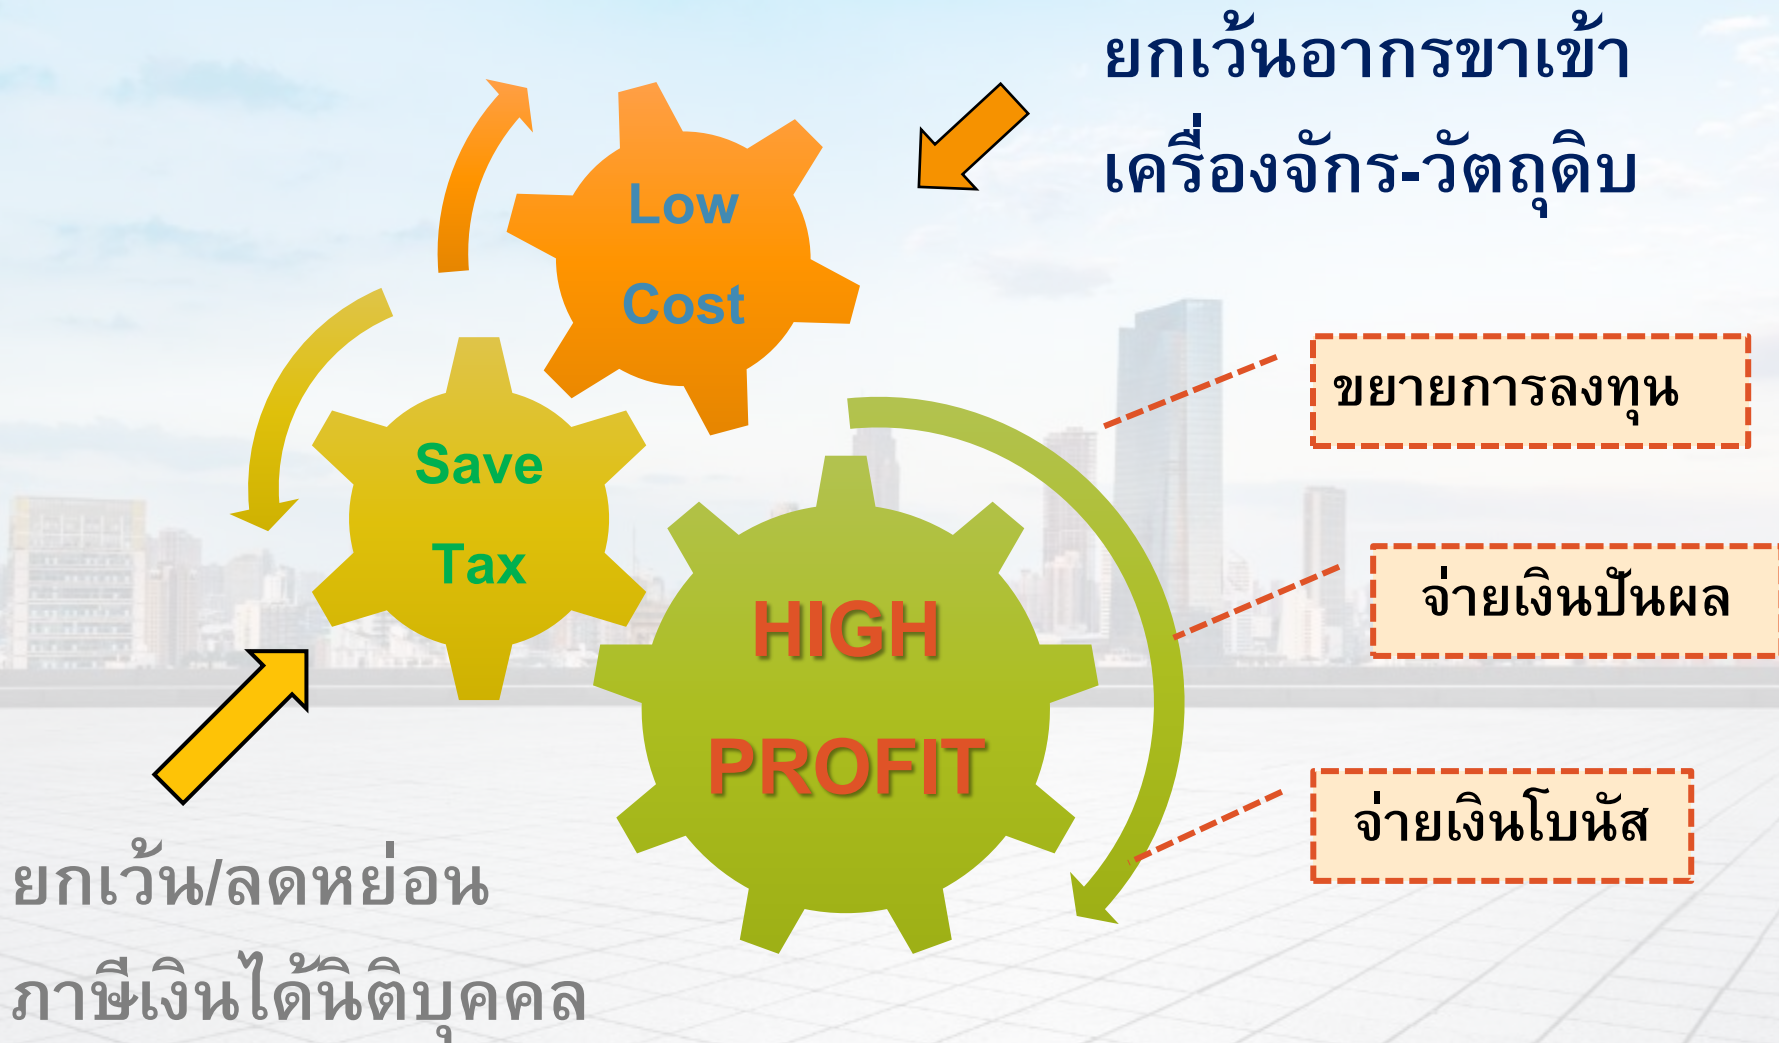 ยกเว้นอากรขาเข้า
เครื่องจักร-วัตถุดิบ
Low
Cost
Save
Tax
HIGH
PROFIT
ขยายการลงทุน
จ่ายเงินปันผล
จ่ายเงินโบนัส
ยกเว้น/ลดหย่อน
ภาษีเงินได้นิติบุคคล